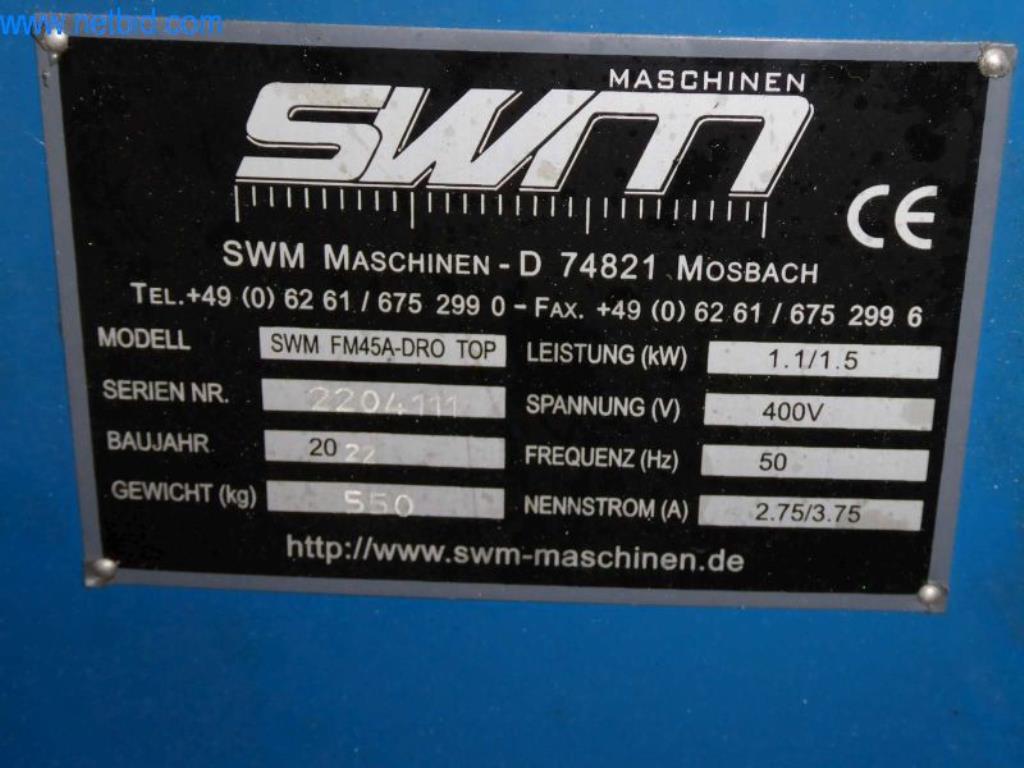 www.netbid.com
MASCHINEN
SWM
CE
SWM MASCHINEN - D 74821 MOSBACH
TEL.+49 (0) 62 61 / 675 299 0 – FAX. +49 (0) 62 61 / 675 299 6
MODELL SWM FM45A-DRO TOP LEISTUNG (kW) 1.1/1.5
SERIEN NR. 2204111 SPANNUNG (V) 400V
BAUJAHR 2022 FREQUENZ (Hz) 50
GEWICHT (kg) 550 NENNSTROM (A) 2.75/3.75
http://www.swm-maschinen.de